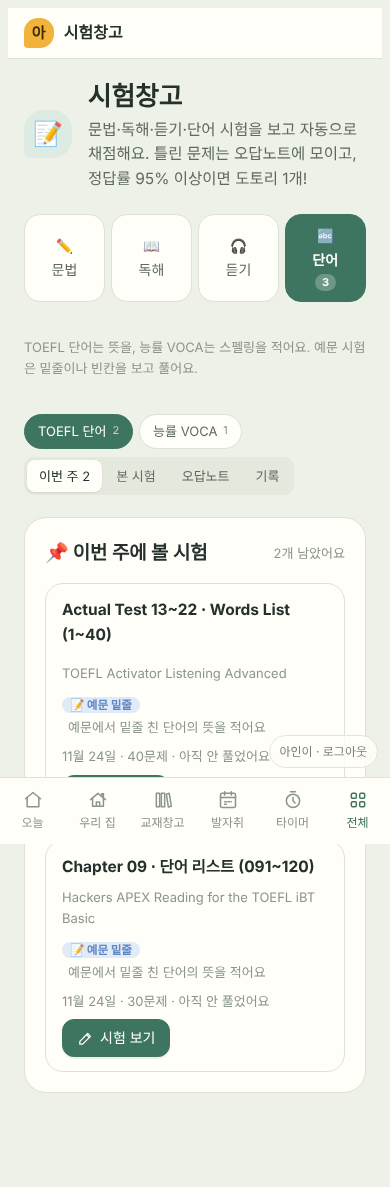 아 시험창고
시험창고
문법·독해·듣기·단어 시험을 보고 자동으로
채점해요. 틀린 문제는 오답노트에 모이고,
정답률 95% 이상이면 도토리 1개!
문법
독해
듣기
abc
단어
3
TOEFL 단어는 뜻을, 능률 VOCA는 스펠링을 적어요. 예문 시험
은 밑줄이나 빈칸을 보고 풀어요.
TOEFL 단어 2
능률 VOCA 1
이번 주 2
본 시험
오답노트
기록
📌 이번 주에 볼 시험
2개 남았어요
Actual Test 13~22 · Words List
(1~40)
TOEFL Activator Listening Advanced
📝 예문 밑줄
예문에서 밑줄 친 단어의 뜻을 적어요
11월 24일 · 40문제 · 아직 안 풀었어요
아인이 · 로그아웃
오늘
우리 집
교재창고
발자취
타이머
전체
Chapter 09 · 단어 리스트 (091~120)
Hackers APEX Reading for the TOEFL iBT
Basic
📝 예문 밑줄
예문에서 밑줄 친 단어의 뜻을 적어요
11월 24일 · 30문제 · 아직 안 풀었어요
시험 보기